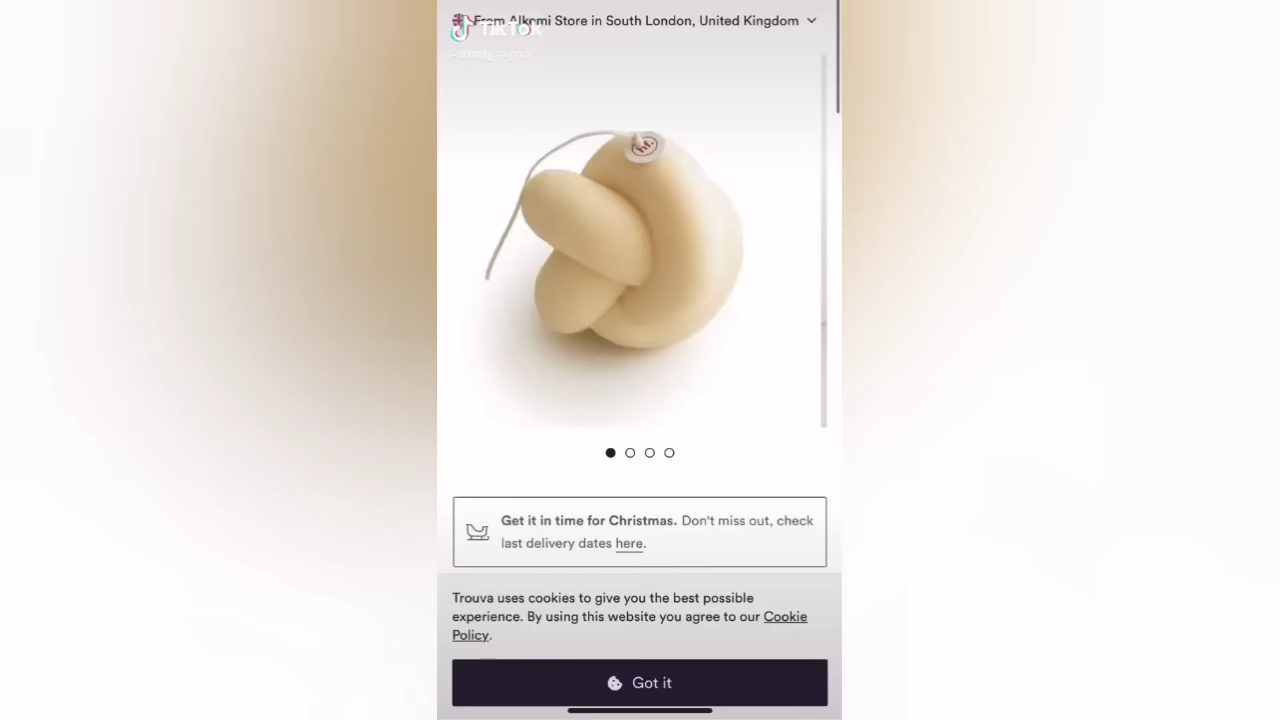 From Alkemi Store in South London, United Kingdom
TikTok
hf.
Get it in time for Christmas. Don't miss out, check
last delivery dates here.
Trouva uses cookies to give you the best possible
experience. By using this website you agree to our Cookie
Policy.
Got it